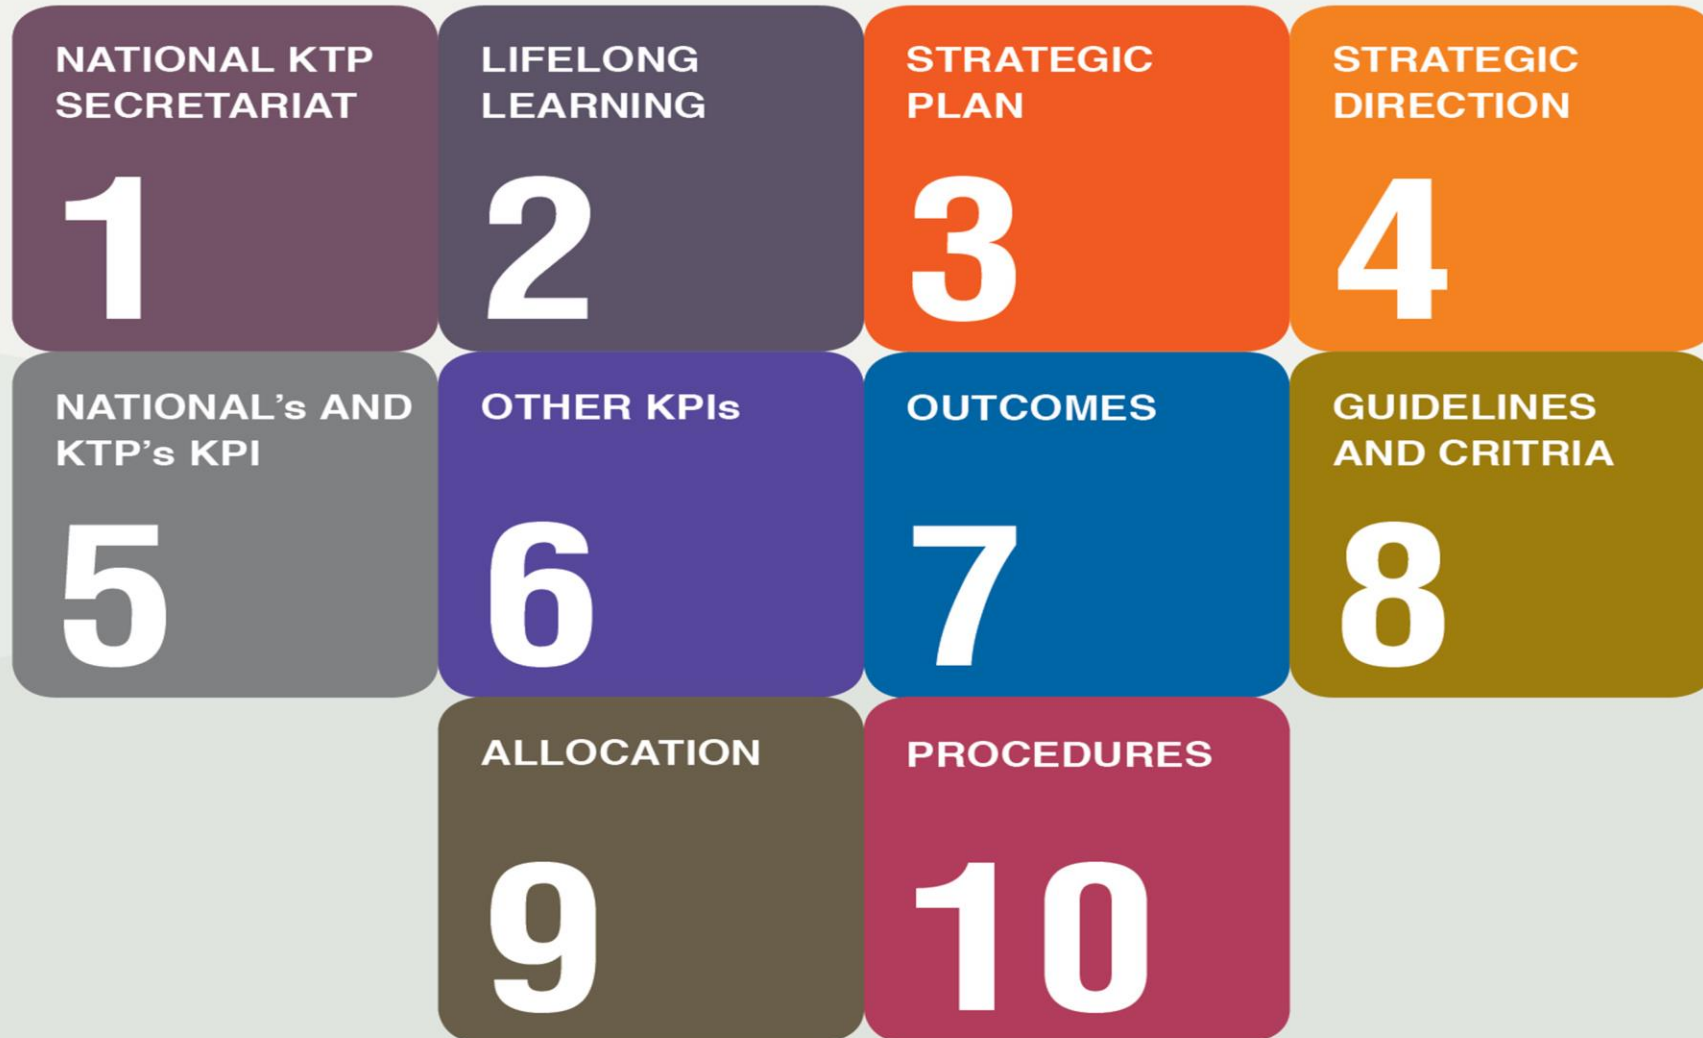 NATIONAL KTP
SECRETARIAT
1
LIFELONG
LEARNING
2
STRATEGIC
PLAN
3
STRATEGIC
DIRECTION
4
NATIONAL's AND
KTP's KPI
5
OTHER KPIs
6
OUTCOMES
7
GUIDELINES
AND CRITRIA
8
ALLOCATION
9
PROCEDURES
10